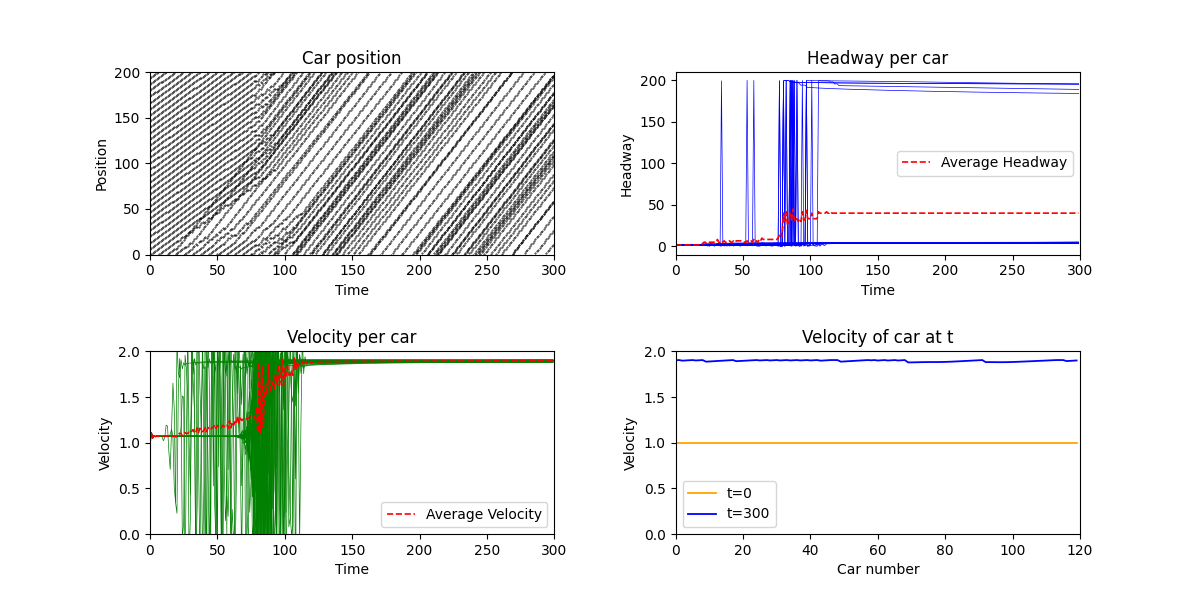 Car position
200
150
100
50
0
Position
0 50 100 150 200 250 300
Time
Headway per car
200
150
100
50
0
Headway
Average Headway
0 50 100 150 200 250 300
Time
Velocity per car
2.0
1.5
1.0
0.5
0.0
Velocity
Average Velocity
0 50 100 150 200 250 300
Time
Velocity of car at t
2.0
1.5
1.0
0.5
0.0
Velocity
t=0
t=300
0 20 40 60 80 100 120
Car number